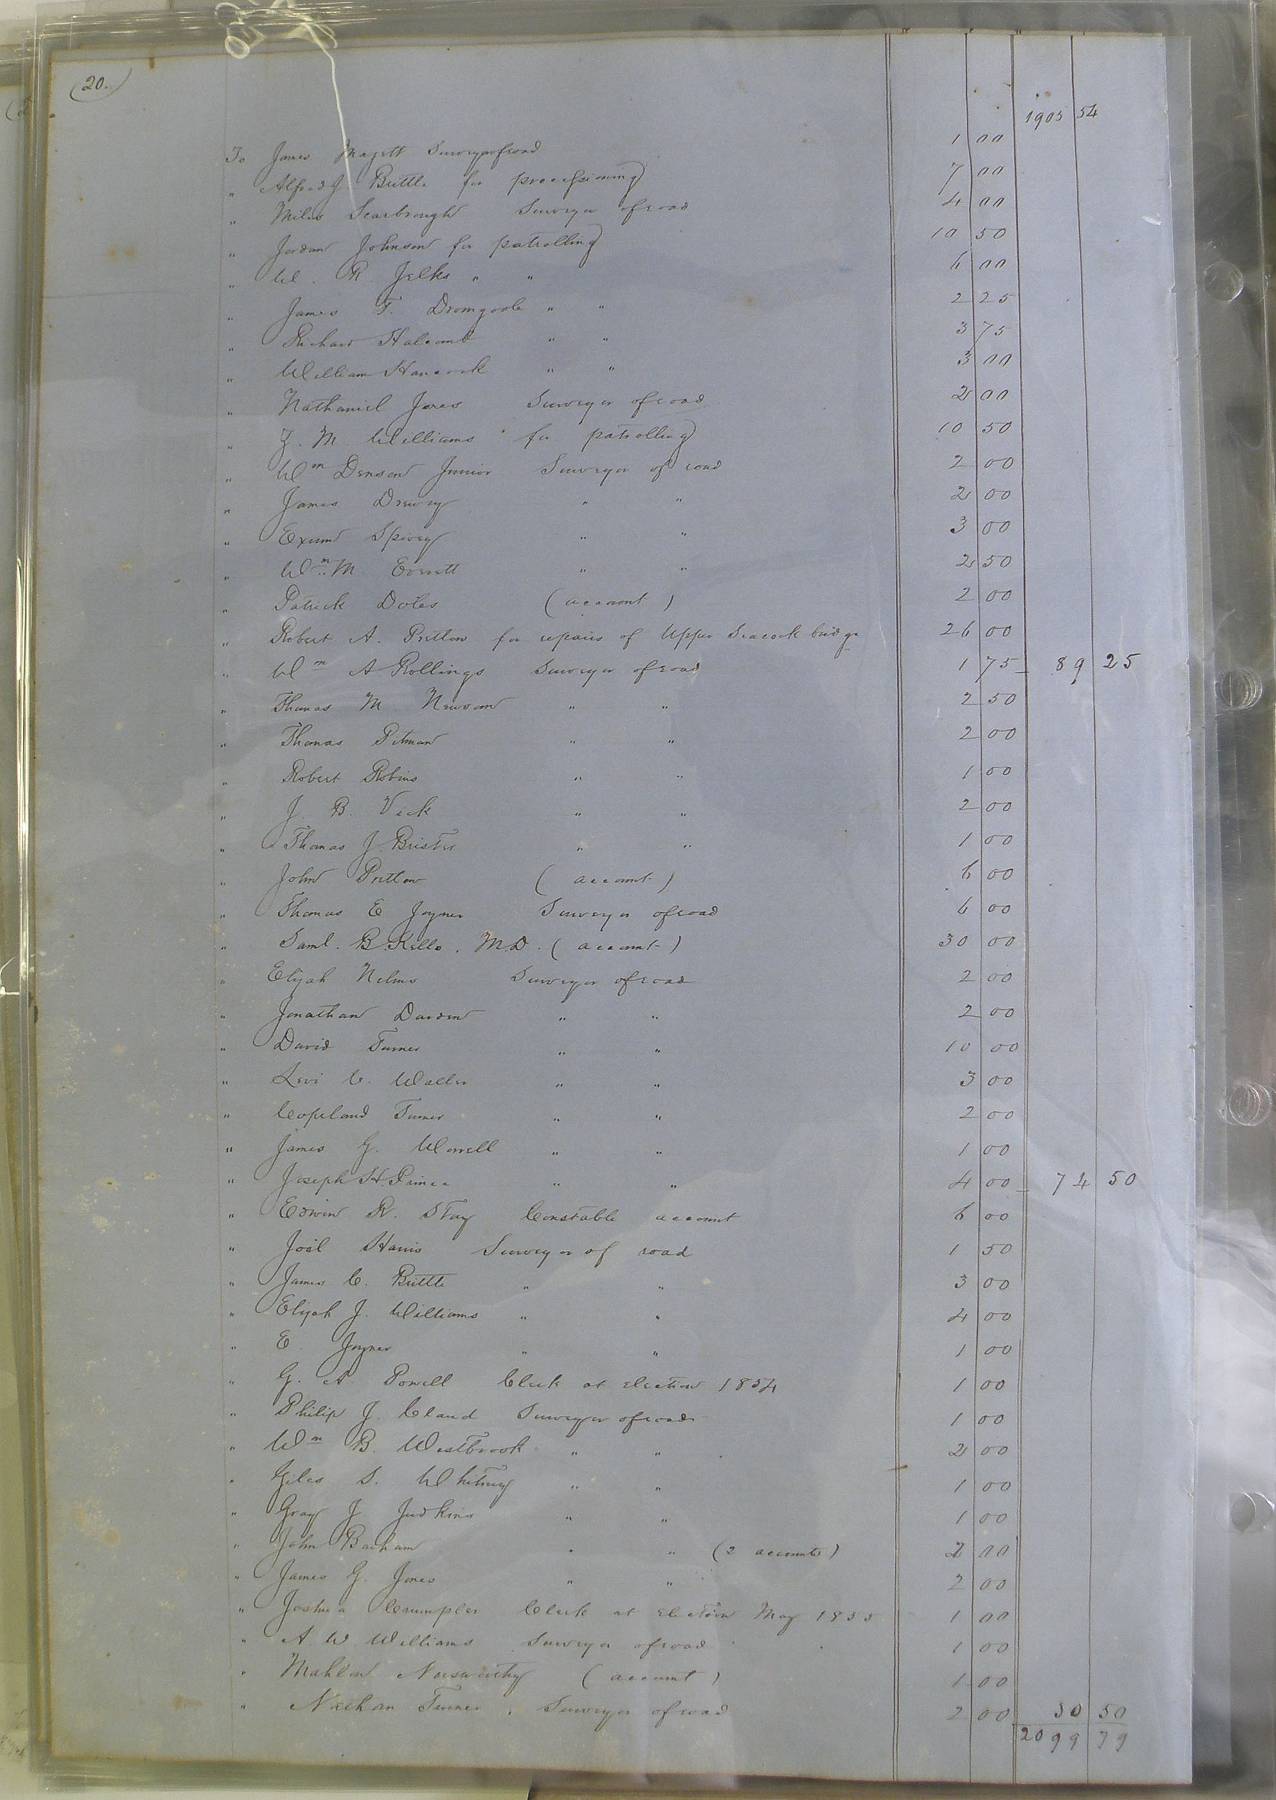 (20.)
1905 54
To James Magett Surveyor of road 1 00
" Alfred J Brittle for processioning 7 00
" Miles Scarbrough Surveyor of road 4 00
" Jordan Johnson for patrolling 10 50
" W. R. Jelks " " 6 00
" James F. Dromgoole " " 2 25
" Richard Halcomb " " 3 75
" William Hancock " " 3 00
" Nathaniel Jones Surveyor of road 2 00
" J. M Williams for patrolling 10 50
" Wm Denson Junior Surveyor of road 2 00
" James Drewry " " 2 00
" Exum Spivey " " 3 00
" Wm M Everett " " 2 50
" Patrick Doles (account) 2 00
" Robert A. Pretlow for repairs of Upper Seacock bridge 26 00
" Wm A Rollings Surveyor of road 1 75 – 89 25
" Thomas M Newsom " " 2 50
" Thomas Pitman " " 2 00
" Robert Robins " " 1 00
" J. B. Vick " " 2 00
" Thomas J Brister " " 1 00
" John Pretlow (account) 6 00
" Thomas E Joyner Surveyor of road 6 00
" Saml. B. Kello. M.D. (account) 30 00
" Elijah Nelms Surveyor of road 2 00
" Jonathan Darden " " 2 00
" David Turner " " 10 00
" Levi C. Waller " " 3 00
" Copeland Turner " " 2 00
" James G. Worrell " " 1 00
" Joseph H. Prince " " 4 00 – 74 50
" Edwin R. Stay Constable account 6 00
" Joel Harris Surveyor of road 1 50
" James C. Brittle " " 3 00
" Elijah J. Williams " " 4 00
" E. Joyner " " 1 00
" G. A Powell Clerk at election 1854 1 00
" Philip J. Claud Surveyor of road 1 00
" Wm B. Westbrook " " 2 00
" Giles S. Whitney " " 1 00
" Gray J Judkins " " 1 00
" John Barham " " (2 accounts) 2 00
" James G. Jones " " 2 00
" Joshua Crumpler Clerk at Election May 1855 1 00
" A W Williams Surveyor of road 1 00
" Mahlon Norsworthy (account) 1 00
" Nathan Turner, Surveyor of road 2 00 30 50
2099 79